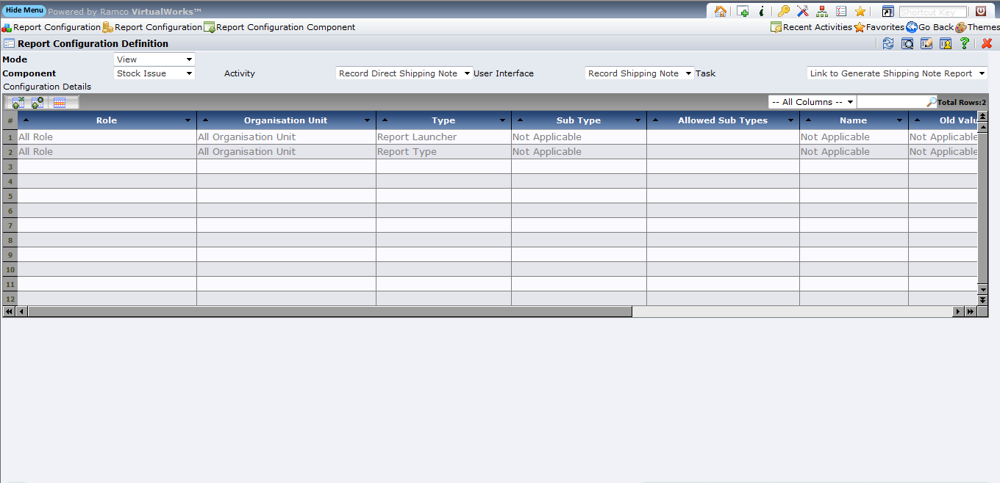 Hide Menu Powered by Ramco VirtualWorks™ Shortcut Key
Report Configuration Report Configuration Report Configuration Component Recent Activities Favorites Go Back Themes
Report Configuration Definition
Mode View
Component Stock Issue Activity Record Direct Shipping Note User Interface Record Shipping Note Task Link to Generate Shipping Note Report
Configuration Details
-- All Columns -- Total Rows:2
# Role Organisation Unit Type Sub Type Allowed Sub Types Name Old Valu
1 All Role All Organisation Unit Report Launcher Not Applicable Not Applicable Not Applicable
2 All Role All Organisation Unit Report Type Not Applicable Not Applicable Not Applicable
3
4
5
6
7
8
9
10
11
12